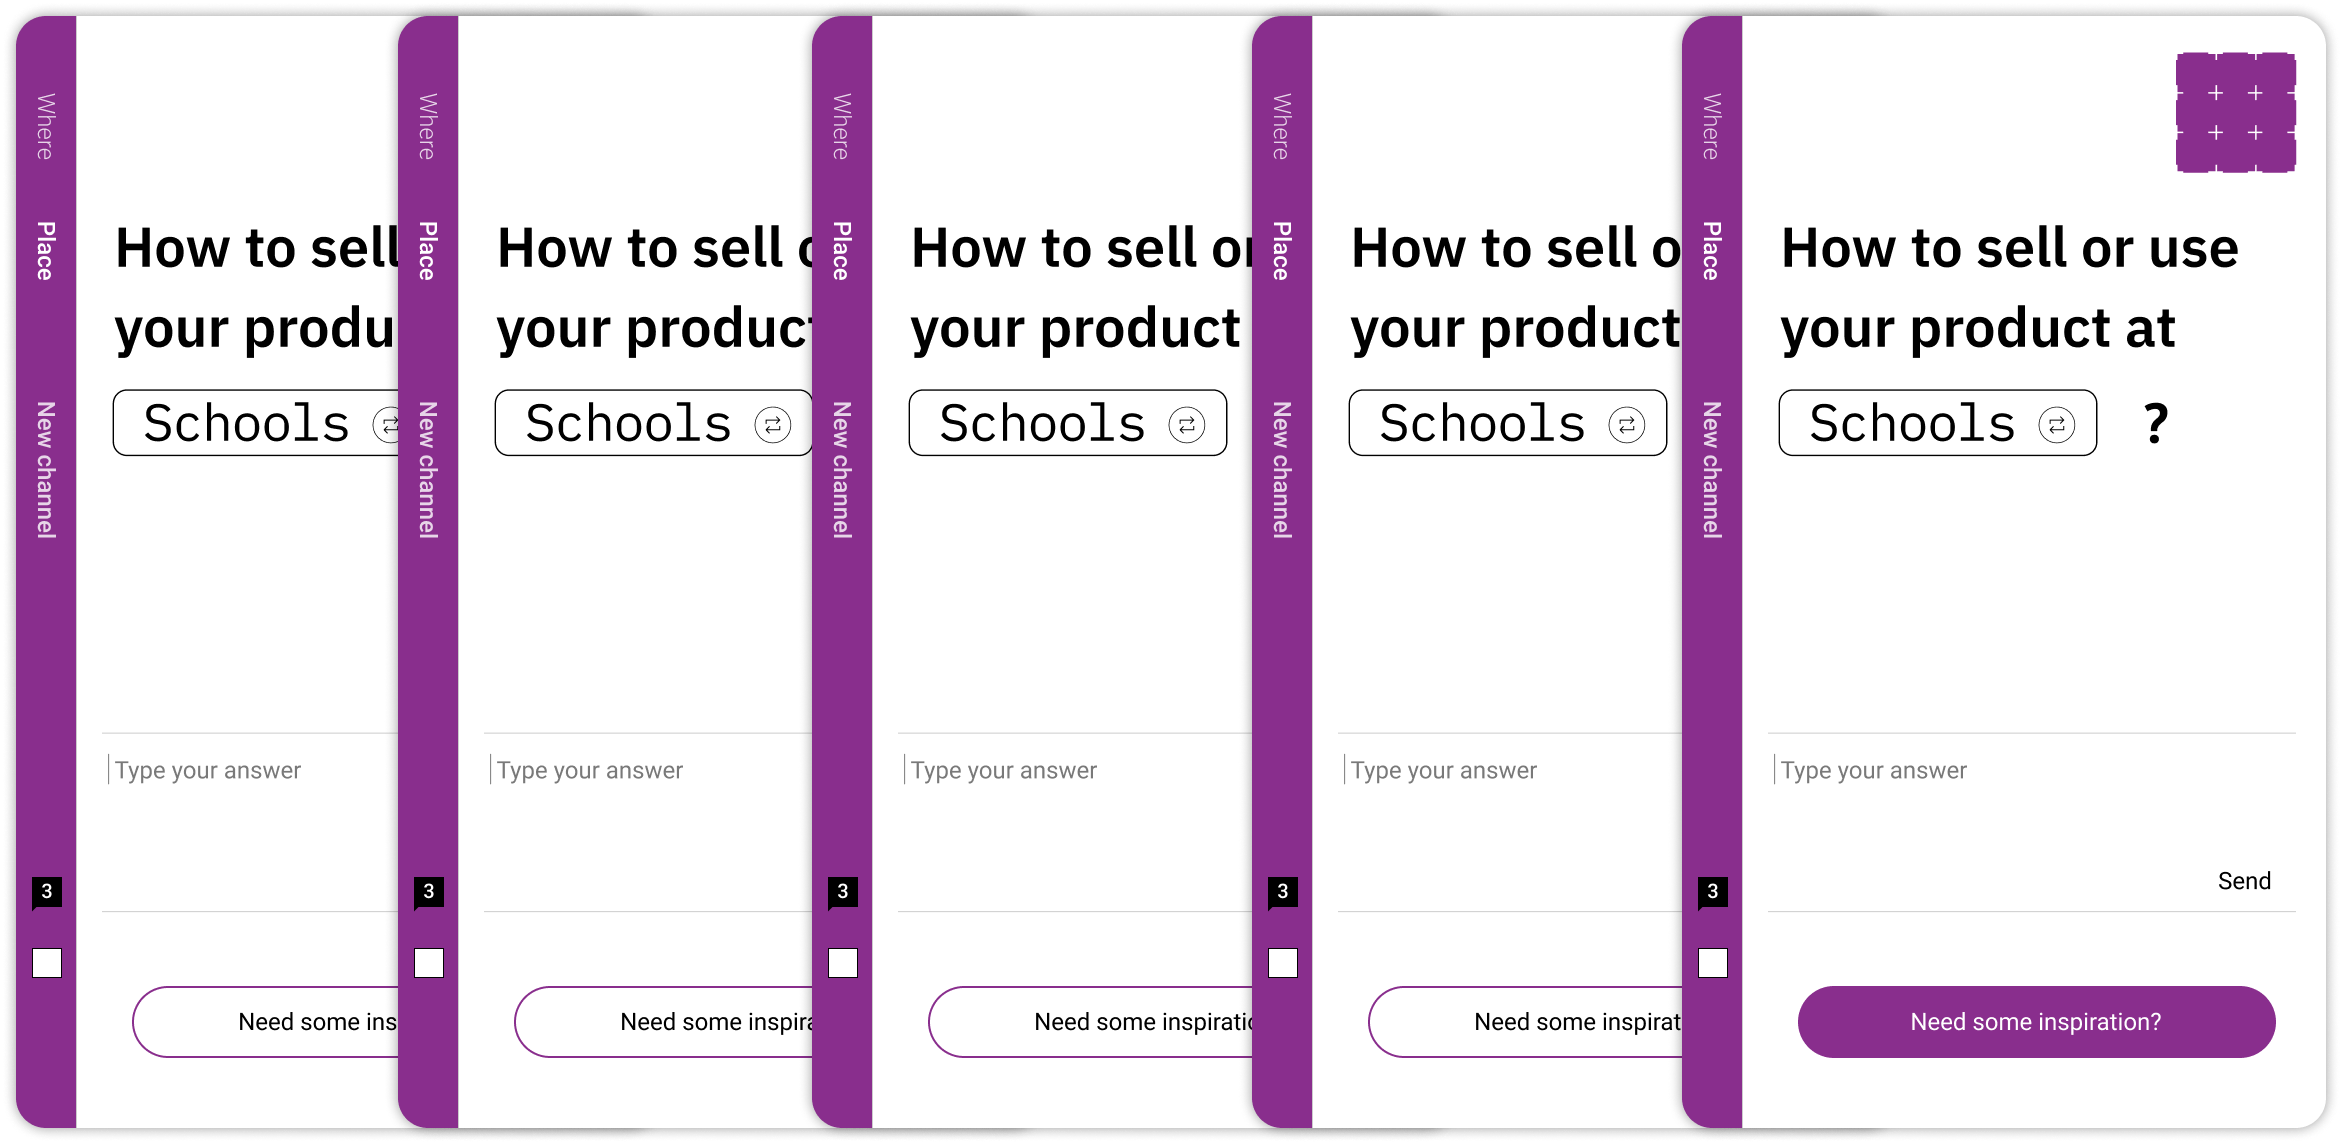 Where
Place
New channel
3
How to sell
your produ
Schools
Type your answer
Need some ins
Where
Place
New channel
3
How to sell o
your product
Schools
Type your answer
Need some inspira
Where
Place
New channel
3
How to sell or
your product
Schools
Type your answer
Need some inspiratio
Where
Place
New channel
3
How to sell o
your product
Schools
Type your answer
Need some inspirat
Where
Place
New channel
3
How to sell or use
your product at
Schools ?
Type your answer
Send
Need some inspiration?